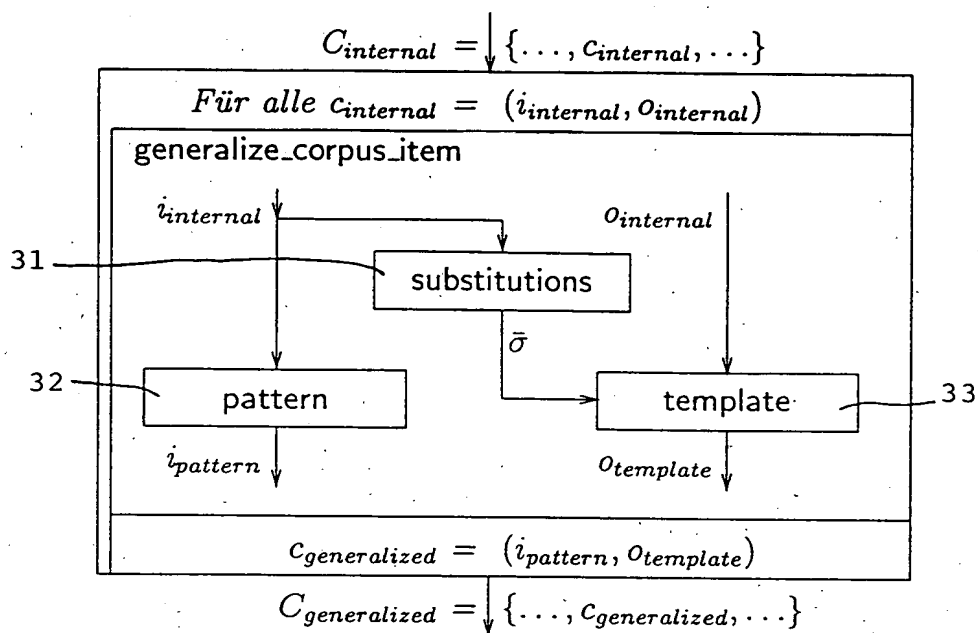 C_internal = {..., c_internal, ...}
Für alle c_internal = (i_internal, o_internal)
generalize_corpus_item
i_internal
o_internal
31
substitutions
σ̄
32
pattern
template
33
i_pattern
o_template
c_generalized = (i_pattern, o_template)
C_generalized = {..., c_generalized, ...}